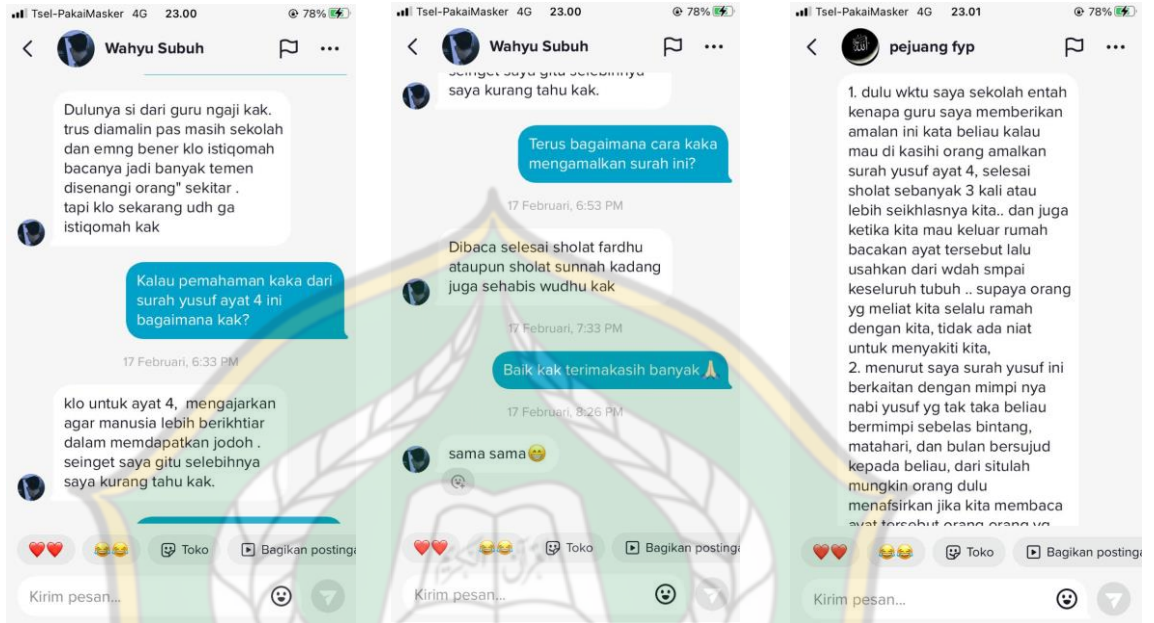 Tsel-PakaiMasker 4G 23.00 78%
Wahyu Subuh
Dulunya si dari guru ngaji kak.
trus diamalin pas masih sekolah
dan emng bener klo istiqomah
bacanya jadi banyak temen
disenangi orang" sekitar .
tapi klo sekarang udh ga
istiqomah kak
Kalau pemahaman kaka dari
surah yusuf ayat 4 ini
bagaimana kak?
17 Februari, 6:33 PM
klo untuk ayat 4, mengajarkan
agar manusia lebih berikhtiar
dalam memdapatkan jodoh .
seinget saya gitu selebihnya
saya kurang tahu kak.
❤️❤️ 😂😂 Toko Bagikan postinga
Kirim pesan...
Tsel-PakaiMasker 4G 23.00 78%
Wahyu Subuh
seinget saya gitu selebihnya
saya kurang tahu kak.
Terus bagaimana cara kaka
mengamalkan surah ini?
17 Februari, 6:53 PM
Dibaca selesai sholat fardhu
ataupun sholat sunnah kadang
juga sehabis wudhu kak
17 Februari, 7:33 PM
Baik kak terimakasih banyak 🙏
17 Februari, 8:26 PM
sama sama😁
❤️❤️ 😂😂 Toko Bagikan postinga
Kirim pesan...
Tsel-PakaiMasker 4G 23.01 78%
pejuang fyp
1. dulu wktu saya sekolah entah
kenapa guru saya memberikan
amalan ini kata beliau kalau
mau di kasihi orang amalkan
surah yusuf ayat 4, selesai
sholat sebanyak 3 kali atau
lebih seikhlasnya kita.. dan juga
ketika kita mau keluar rumah
bacakan ayat tersebut lalu
usahkan dari wdah smpai
keseluruh tubuh .. supaya orang
yg meliat kita selalu ramah
dengan kita, tidak ada niat
untuk menyakiti kita,
2. menurut saya surah yusuf ini
berkaitan dengan mimpi nya
nabi yusuf yg tak taka beliau
bermimpi sebelas bintang,
matahari, dan bulan bersujud
kepada beliau, dari situlah
mungkin orang dulu
menafsirkan jika kita membaca
ayat tersebut orang orang yg
❤️❤️ 😂😂 Toko Bagikan postinga
Kirim pesan...